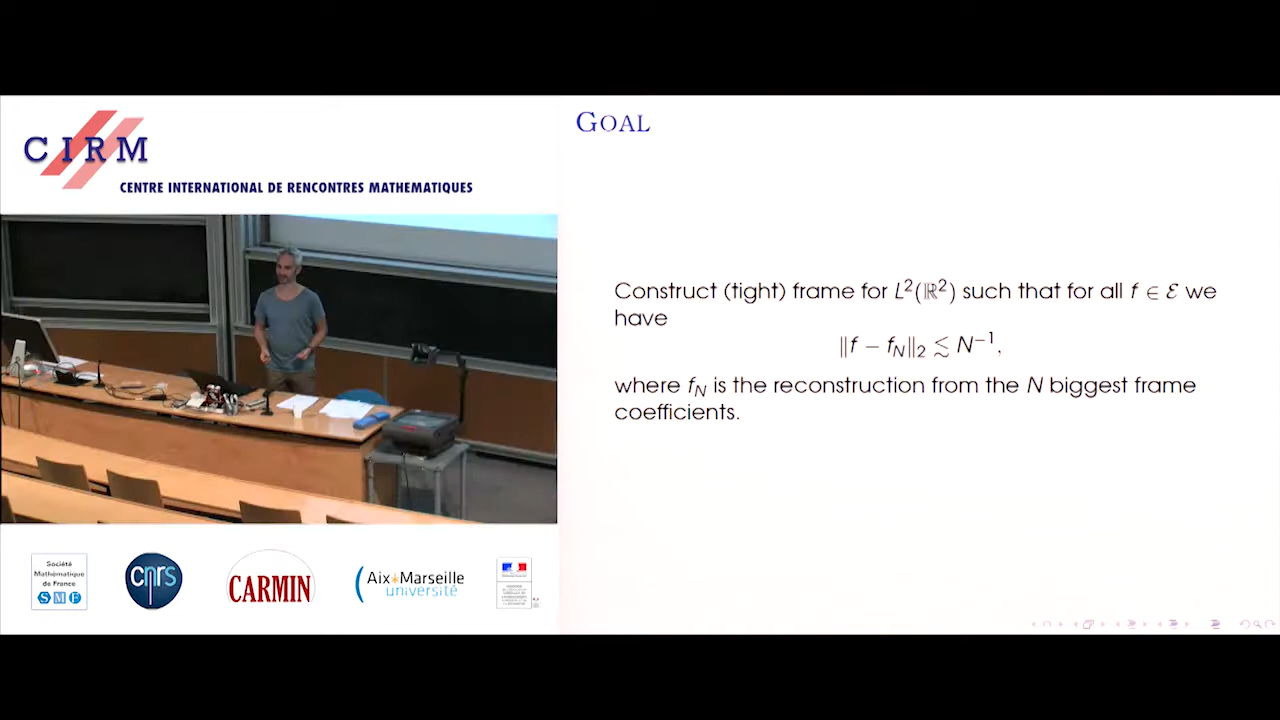 CIRM
CENTRE INTERNATIONAL DE RENCONTRES MATHEMATIQUES
GOAL
Construct (tight) frame for L²(ℝ²) such that for all f ∈ ℰ we
have
‖f − f_N‖₂ ≲ N⁻¹,
where f_N is the reconstruction from the N biggest frame
coefficients.
Société
Mathématique
de France
SMF
cnrs
CARMIN
Aix*Marseille
université